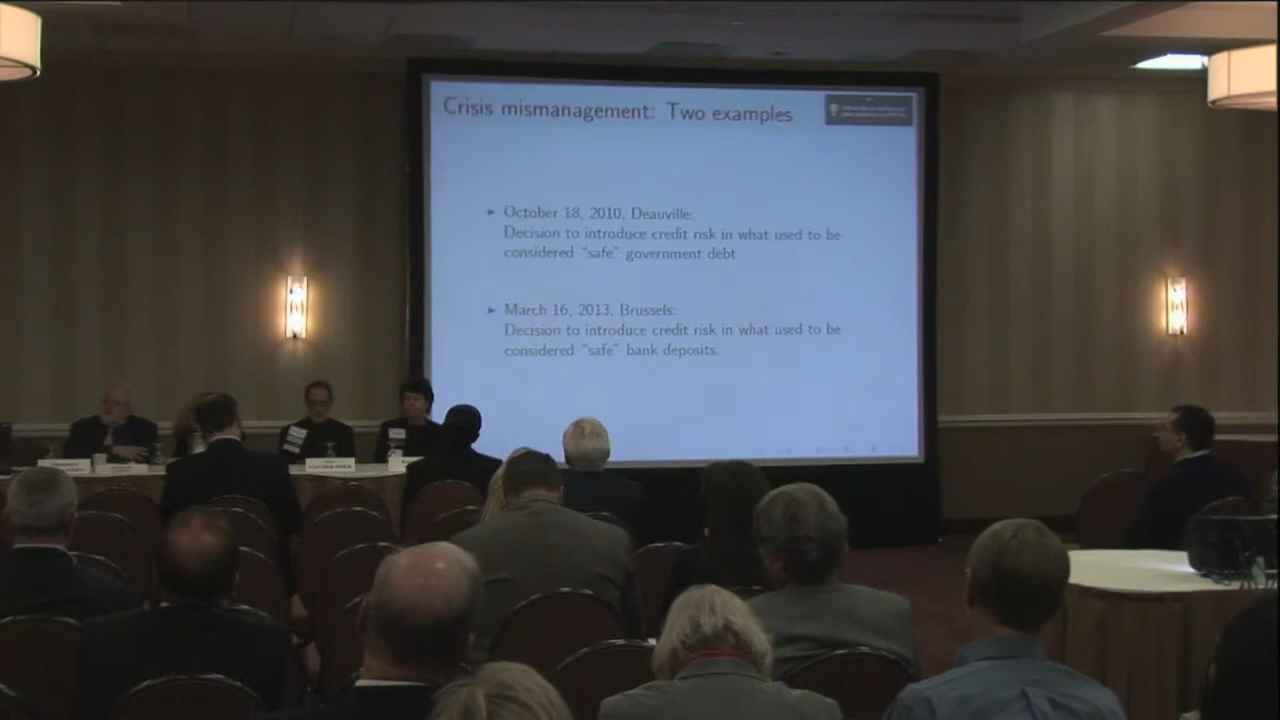 Crisis mismanagement: Two examples
► October 18, 2010, Deauville:
Decision to introduce credit risk in what used to be
considered "safe" government debt
► March 16, 2013, Brussels:
Decision to introduce credit risk in what used to be
considered "safe" bank deposits.